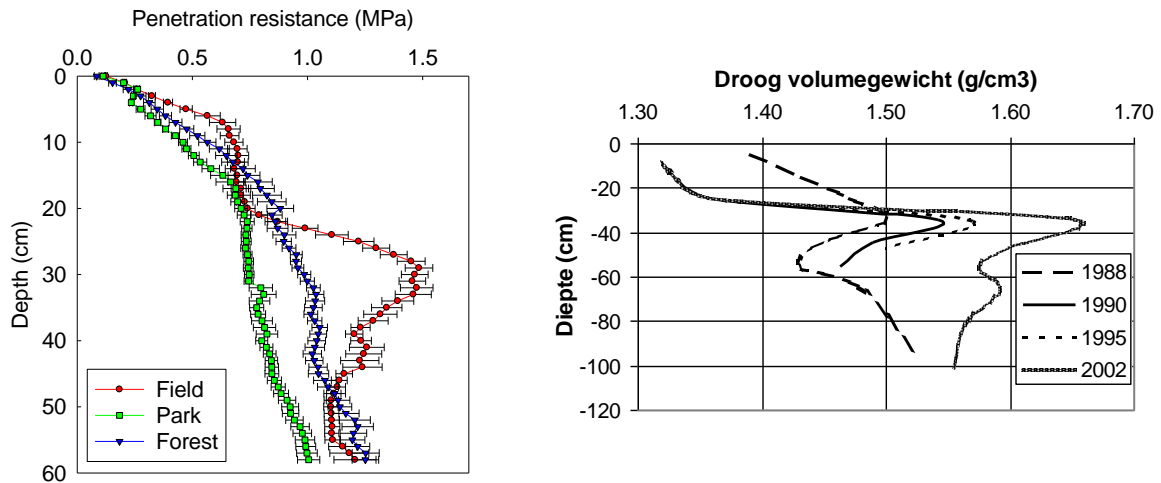 Penetration resistance (MPa)
0.0 0.5 1.0 1.5
0
10
20
30
40
50
60
Depth (cm)
Field
Park
Forest
Droog volumegewicht (g/cm3)
1.30 1.40 1.50 1.60 1.70
0
-20
-40
-60
-80
-100
-120
Diepte (cm)
1988
1990
1995
2002